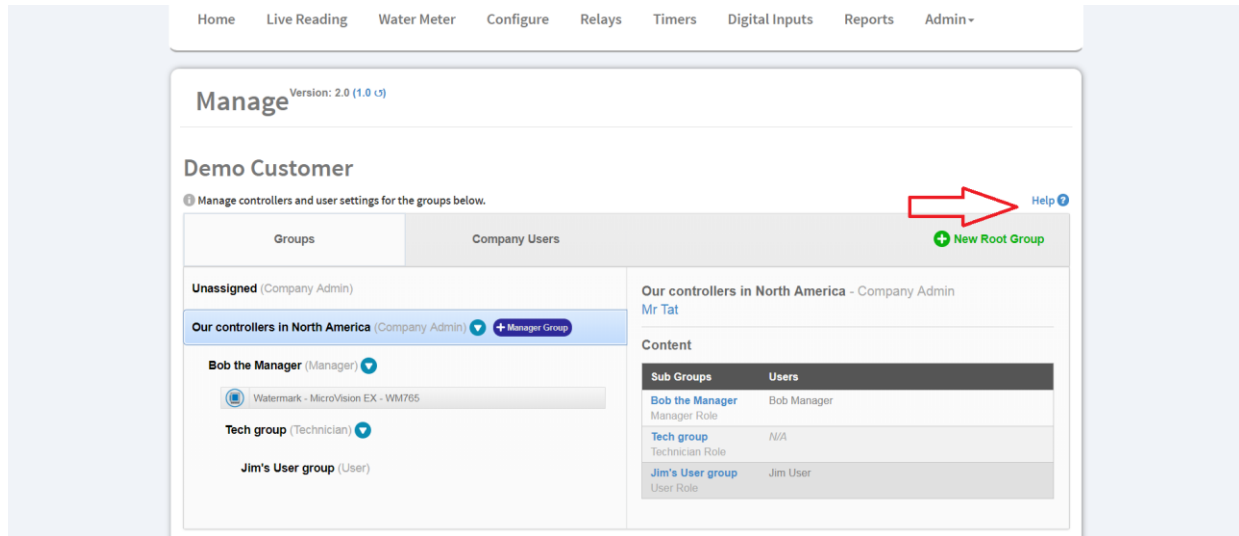 Home Live Reading Water Meter Configure Relays Timers Digital Inputs Reports Admin
Manage Version: 2.0 (1.0 ↺)
Demo Customer
Manage controllers and user settings for the groups below.
Help
Groups Company Users New Root Group
Unassigned (Company Admin)
Our controllers in North America (Company Admin) + Manager Group
Bob the Manager (Manager)
Watermark - MicroVision EX - WM765
Tech group (Technician)
Jim's User group (User)
Our controllers in North America - Company Admin
Mr Tat
Content
Sub Groups Users
Bob the Manager Bob Manager
Manager Role
Tech group N/A
Technician Role
Jim's User group Jim User
User Role